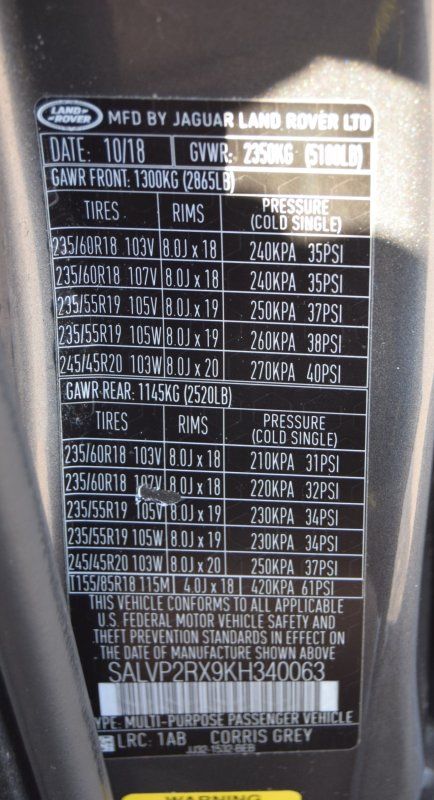 LAND ROVER MFD BY JAGUAR LAND ROVER LTD
DATE: 10/18 GVWR: 2350KG (5180LB)
GAWR FRONT: 1300KG (2865LB)
TIRES RIMS PRESSURE (COLD SINGLE)
235/60R18 103V 8.0J x 18 240KPA 35PSI
235/60R18 107V 8.0J x 18 240KPA 35PSI
235/55R19 105V 8.0J x 19 250KPA 37PSI
235/55R19 105W 8.0J x 19 260KPA 38PSI
245/45R20 103W 8.0J x 20 270KPA 40PSI
GAWR REAR: 1145KG (2520LB)
TIRES RIMS PRESSURE (COLD SINGLE)
235/60R18 103V 8.0J x 18 210KPA 31PSI
235/60R18 107V 8.0J x 18 220KPA 32PSI
235/55R19 105V 8.0J x 19 230KPA 34PSI
235/55R19 105W 8.0J x 19 230KPA 34PSI
245/45R20 103W 8.0J x 20 250KPA 37PSI
T155/85R18 115M 4.0J x 18 420KPA 61PSI
THIS VEHICLE CONFORMS TO ALL APPLICABLE
U.S. FEDERAL MOTOR VEHICLE SAFETY AND
THEFT PREVENTION STANDARDS IN EFFECT ON
THE DATE OF MANUFACTURE SHOWN ABOVE
SALVP2RX9KH340063
TYPE: MULTI-PURPOSE PASSENGER VEHICLE
LRC: 1AB CORRIS GREY
JJ32-1532-BEB
WARNING